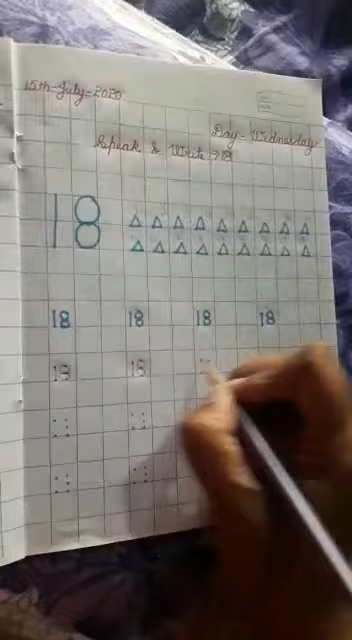 15th-July-2020
Day - Wednesday
Speak & Write > 18
18
18 18 18 18
18 18